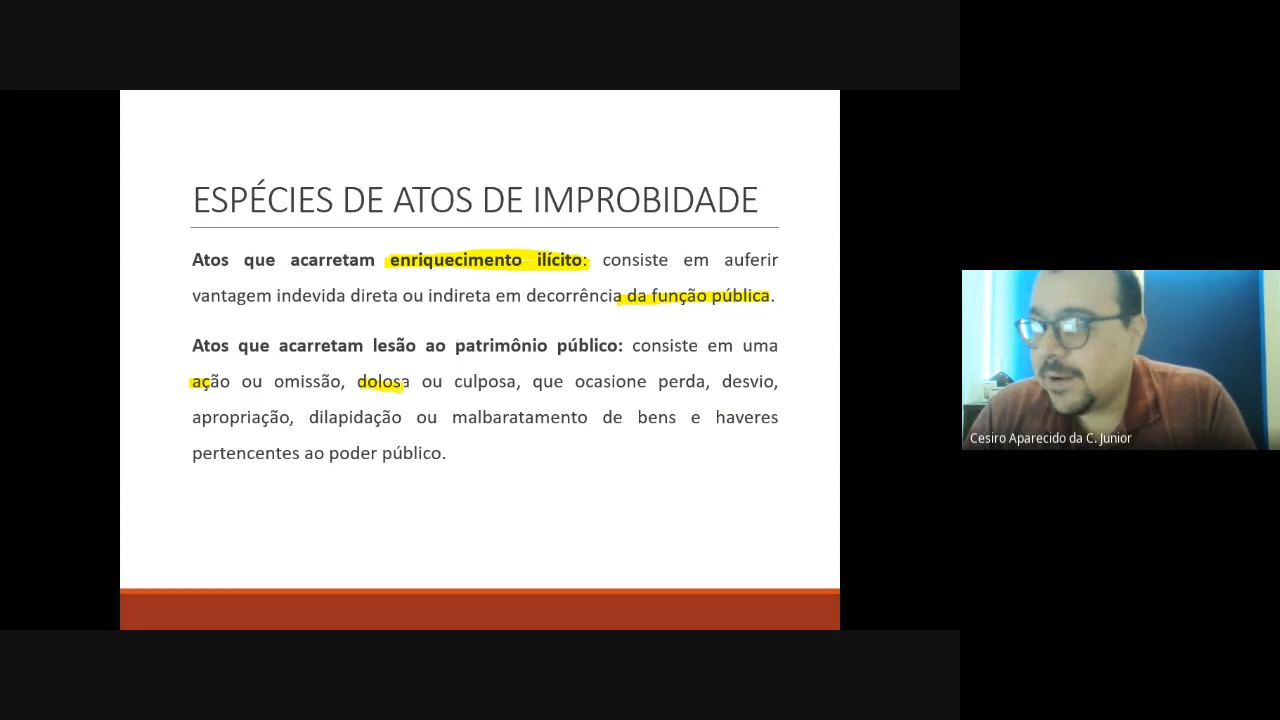 ESPÉCIES DE ATOS DE IMPROBIDADE
Atos que acarretam enriquecimento ilícito: consiste em auferir
vantagem indevida direta ou indireta em decorrência da função pública.
Atos que acarretam lesão ao patrimônio público: consiste em uma
ação ou omissão, dolosa ou culposa, que ocasione perda, desvio,
apropriação, dilapidação ou malbaratamento de bens e haveres
pertencentes ao poder público.
Cesiro Aparecido da C. Junior